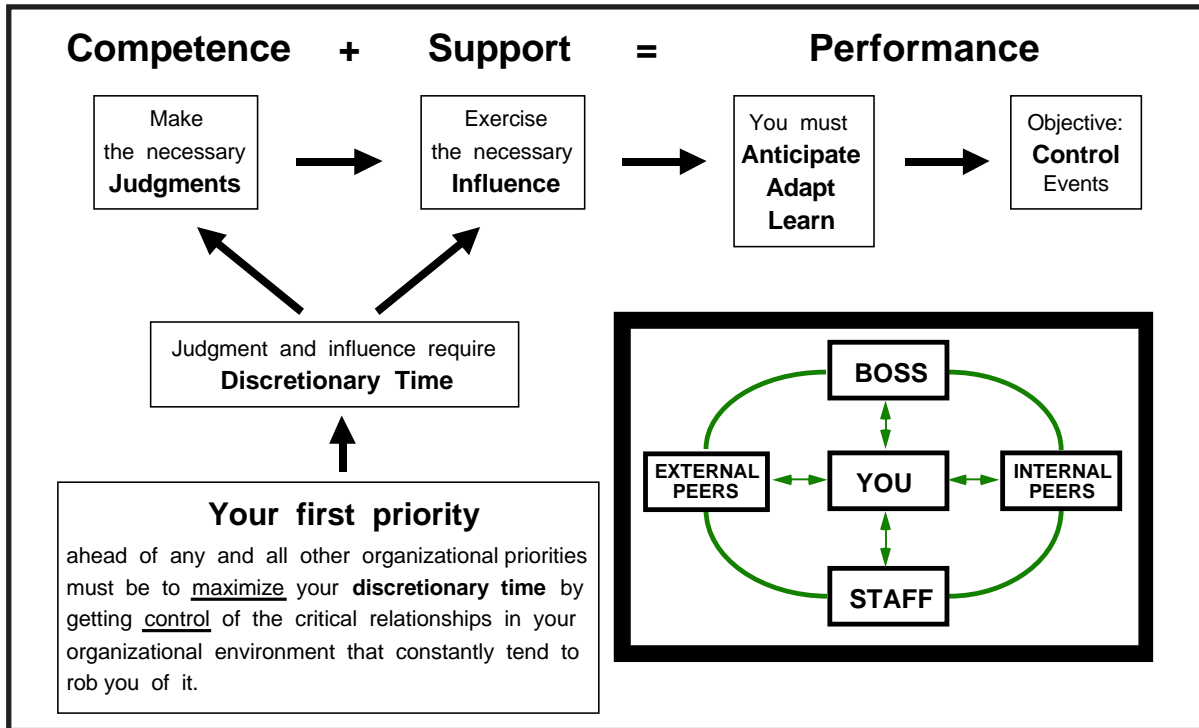 Competence + Support = Performance
Make
the necessary
Judgments
Exercise
the necessary
Influence
You must
Anticipate
Adapt
Learn
Objective:
Control
Events
Judgment and influence require
Discretionary Time
Your first priority
ahead of any and all other organizational priorities
must be to maximize your discretionary time by
getting control of the critical relationships in your
organizational environment that constantly tend to
rob you of it.
BOSS
EXTERNAL
PEERS
YOU
INTERNAL
PEERS
STAFF